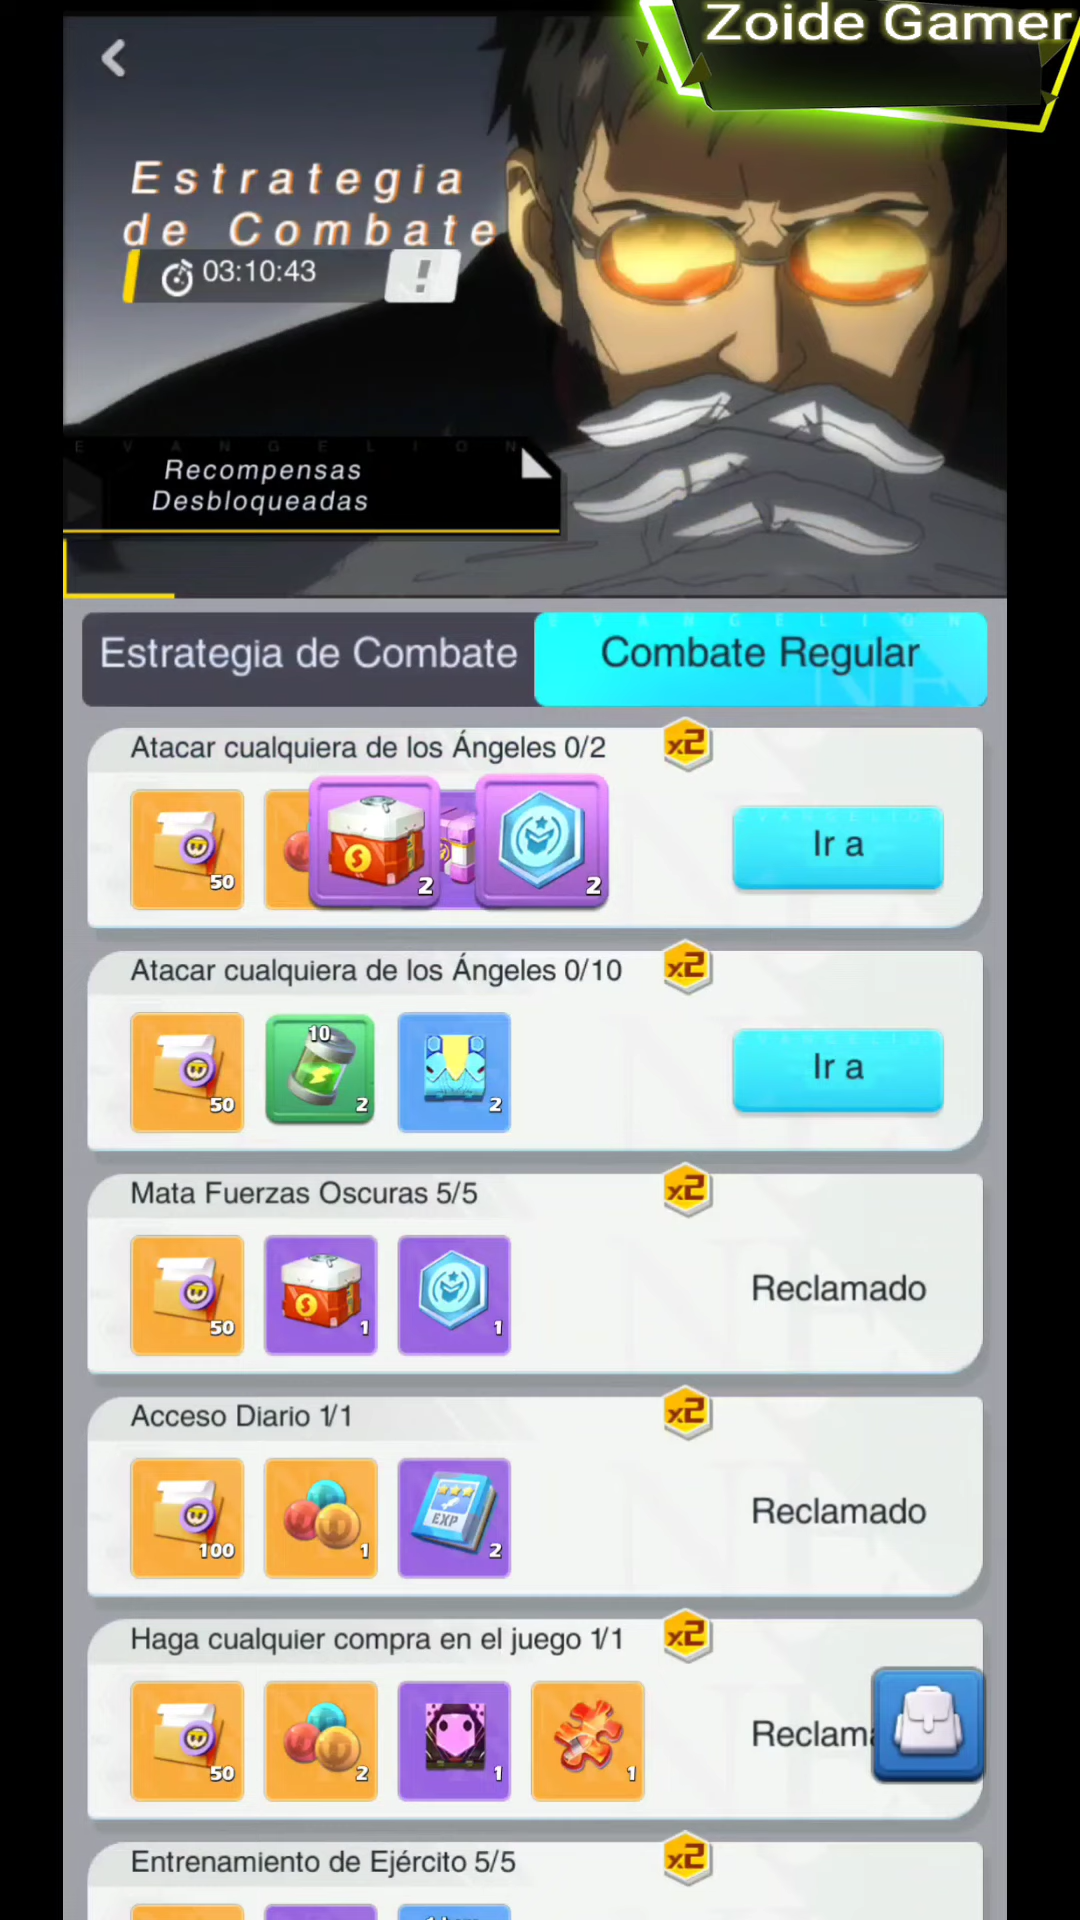 Zoide Gamer
Estrategia
de Combate
03:10:43
!
EVANGELION
Recompensas
Desbloqueadas
Estrategia de Combate
Combate Regular
EVANGELION
Atacar cualquiera de los Ángeles 0/2
x2
50
2
2
Ir a
Atacar cualquiera de los Ángeles 0/10
x2
50
10
2
2
Ir a
Mata Fuerzas Oscuras 5/5
x2
50
1
1
Reclamado
Acceso Diario 1/1
x2
100
1
EXP
2
Reclamado
Haga cualquier compra en el juego 1/1
x2
50
2
1
1
Reclama
Entrenamiento de Ejército 5/5
x2